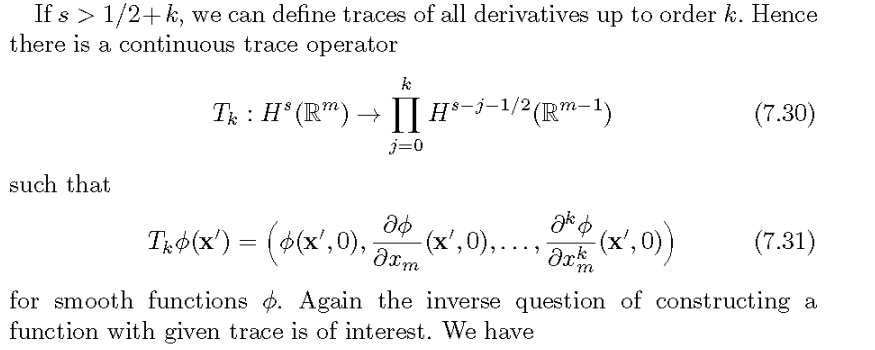 If s > 1/2+k, we can define traces of all derivatives up to order k. Hence
there is a continuous trace operator
T_k : H^s(ℝ^m) → ∏_{j=0}^{k} H^{s−j−1/2}(ℝ^{m−1}) (7.30)
such that
T_kϕ(x′) = (ϕ(x′, 0), ∂ϕ/∂x_m (x′, 0), . . . , ∂^kϕ/∂x_m^k (x′, 0)) (7.31)
for smooth functions ϕ. Again the inverse question of constructing a
function with given trace is of interest. We have